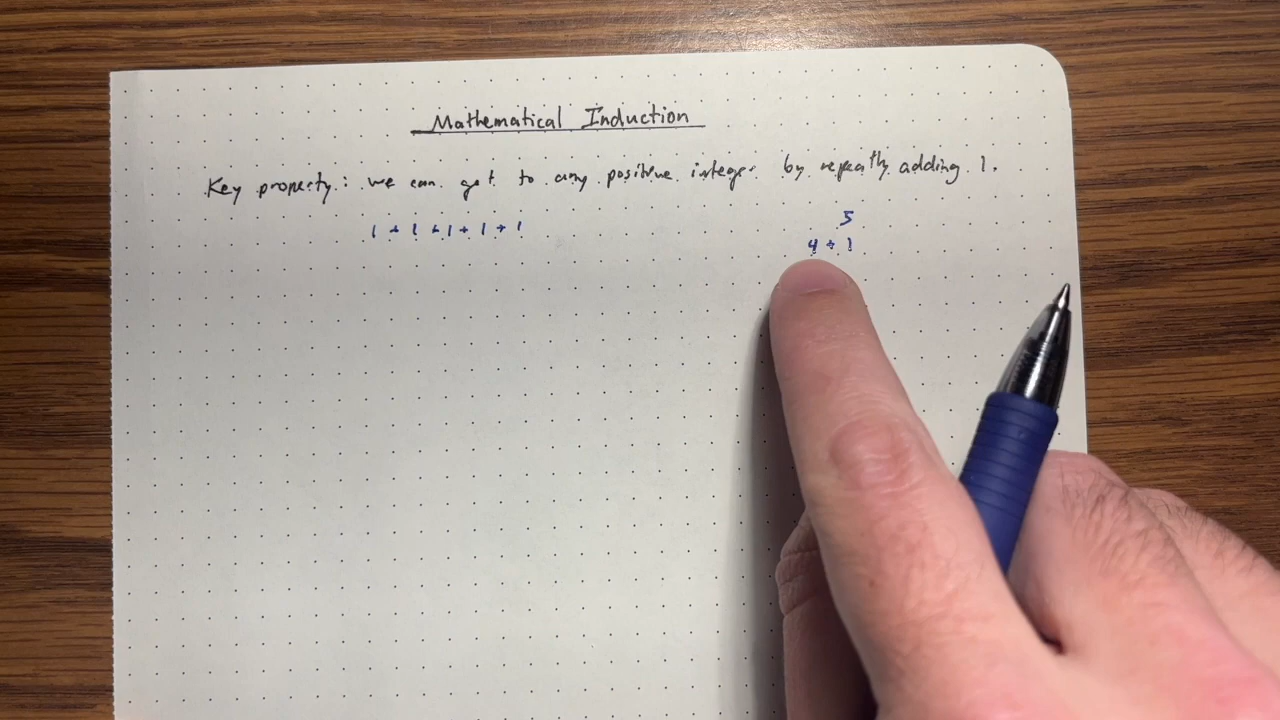 Mathematical Induction
Key property: we can get to any positive integer by repeatly adding 1.
1 + 1 + 1 + 1 + 1
5
4 + 1